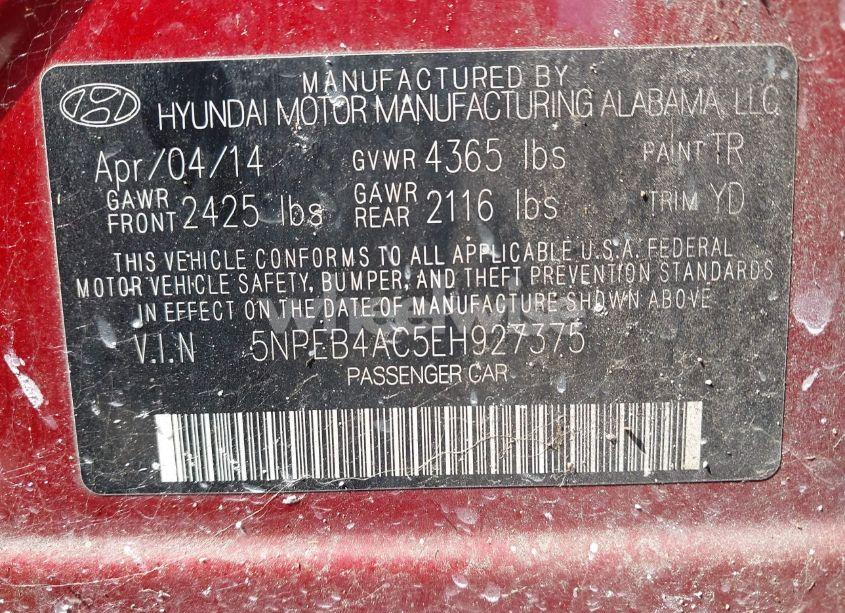 MANUFACTURED BY
HYUNDAI MOTOR MANUFACTURING ALABAMA, LLC
Apr/04/14 GVWR 4365 lbs PAINT TR
GAWR FRONT 2425 lbs GAWR REAR 2116 lbs TRIM YD
THIS VEHICLE CONFORMS TO ALL APPLICABLE U.S.A. FEDERAL
MOTOR VEHICLE SAFETY, BUMPER, AND THEFT PREVENTION STANDARDS
IN EFFECT ON THE DATE OF MANUFACTURE SHOWN ABOVE
V.I.N 5NPEB4AC5EH927375
PASSENGER CAR